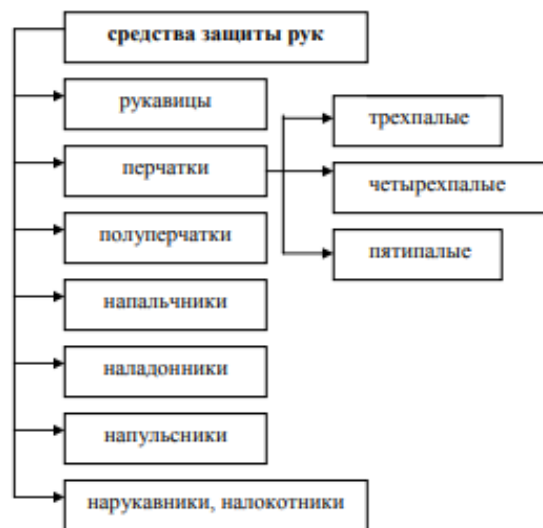 средства защиты рук
рукавицы
перчатки
трехпалые
четырехпалые
пятипалые
полуперчатки
напальчники
наладонники
напульсники
нарукавники, налокотники